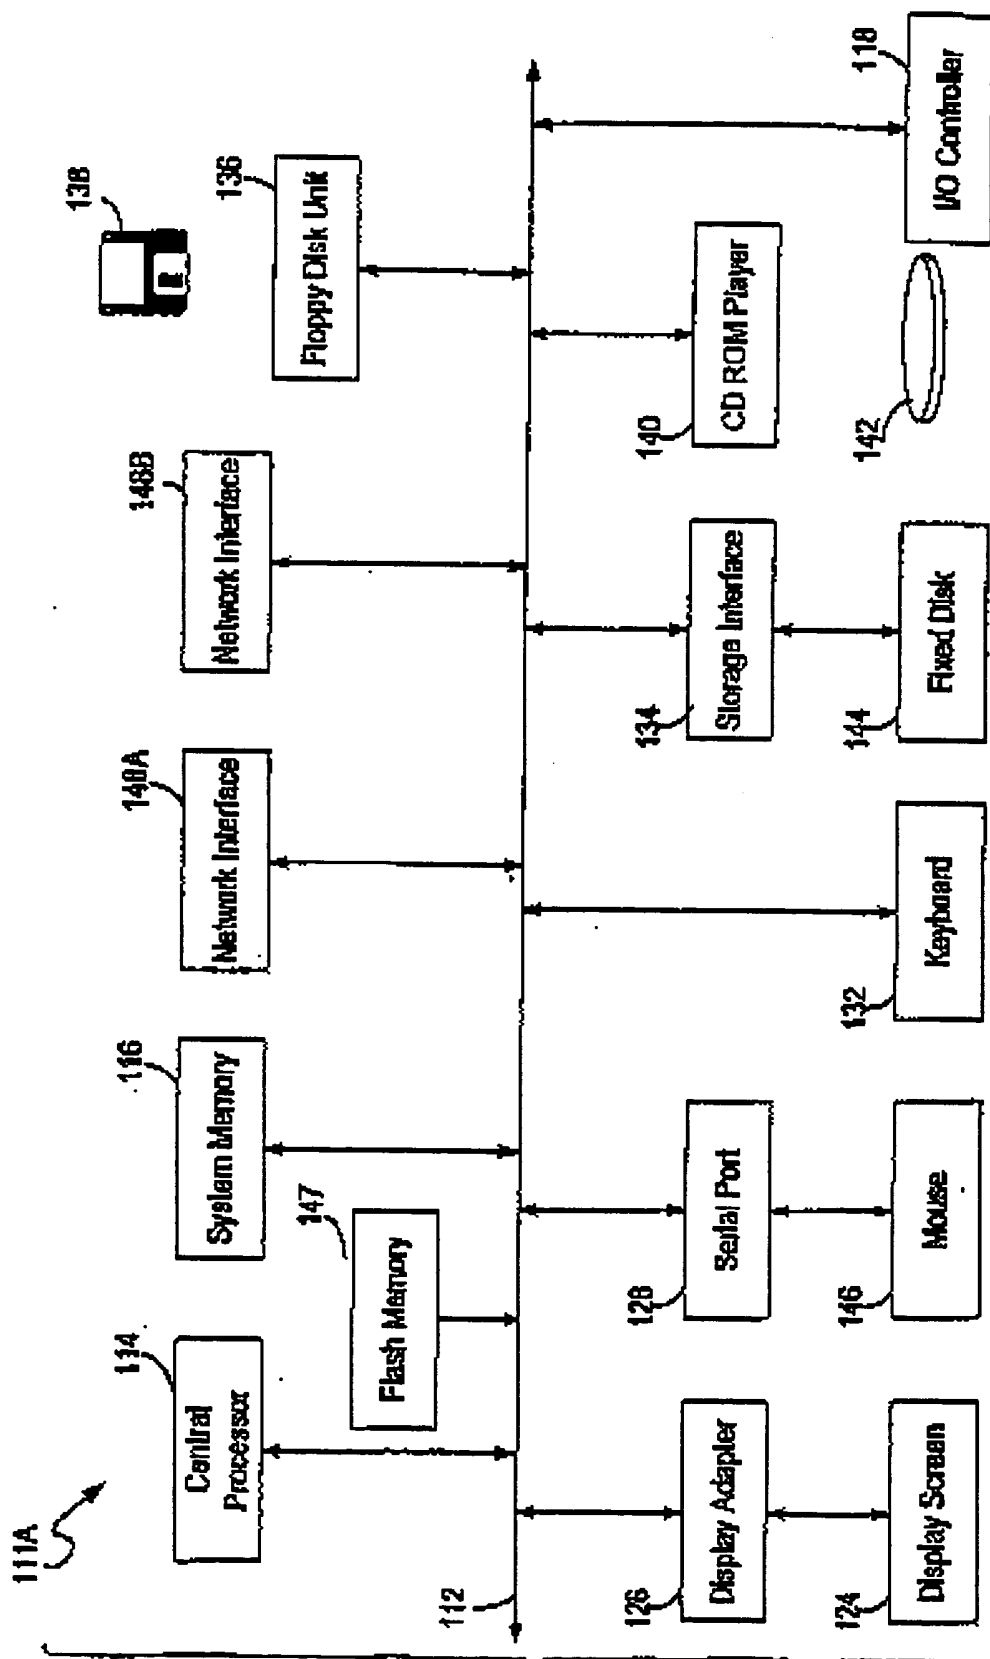 111A
138
114
116
148A
148B
136
Central
Processor
System Memory
Network Interface
Network Interface
147
Floppy Disk Unit
Flash Memory
112
126
128
134
140
Display Adapter
Serial Port
Storage Interface
CD ROM Player
124
146
132
144
142
118
Display Screen
Mouse
Keyboard
Fixed Disk
I/O Controller